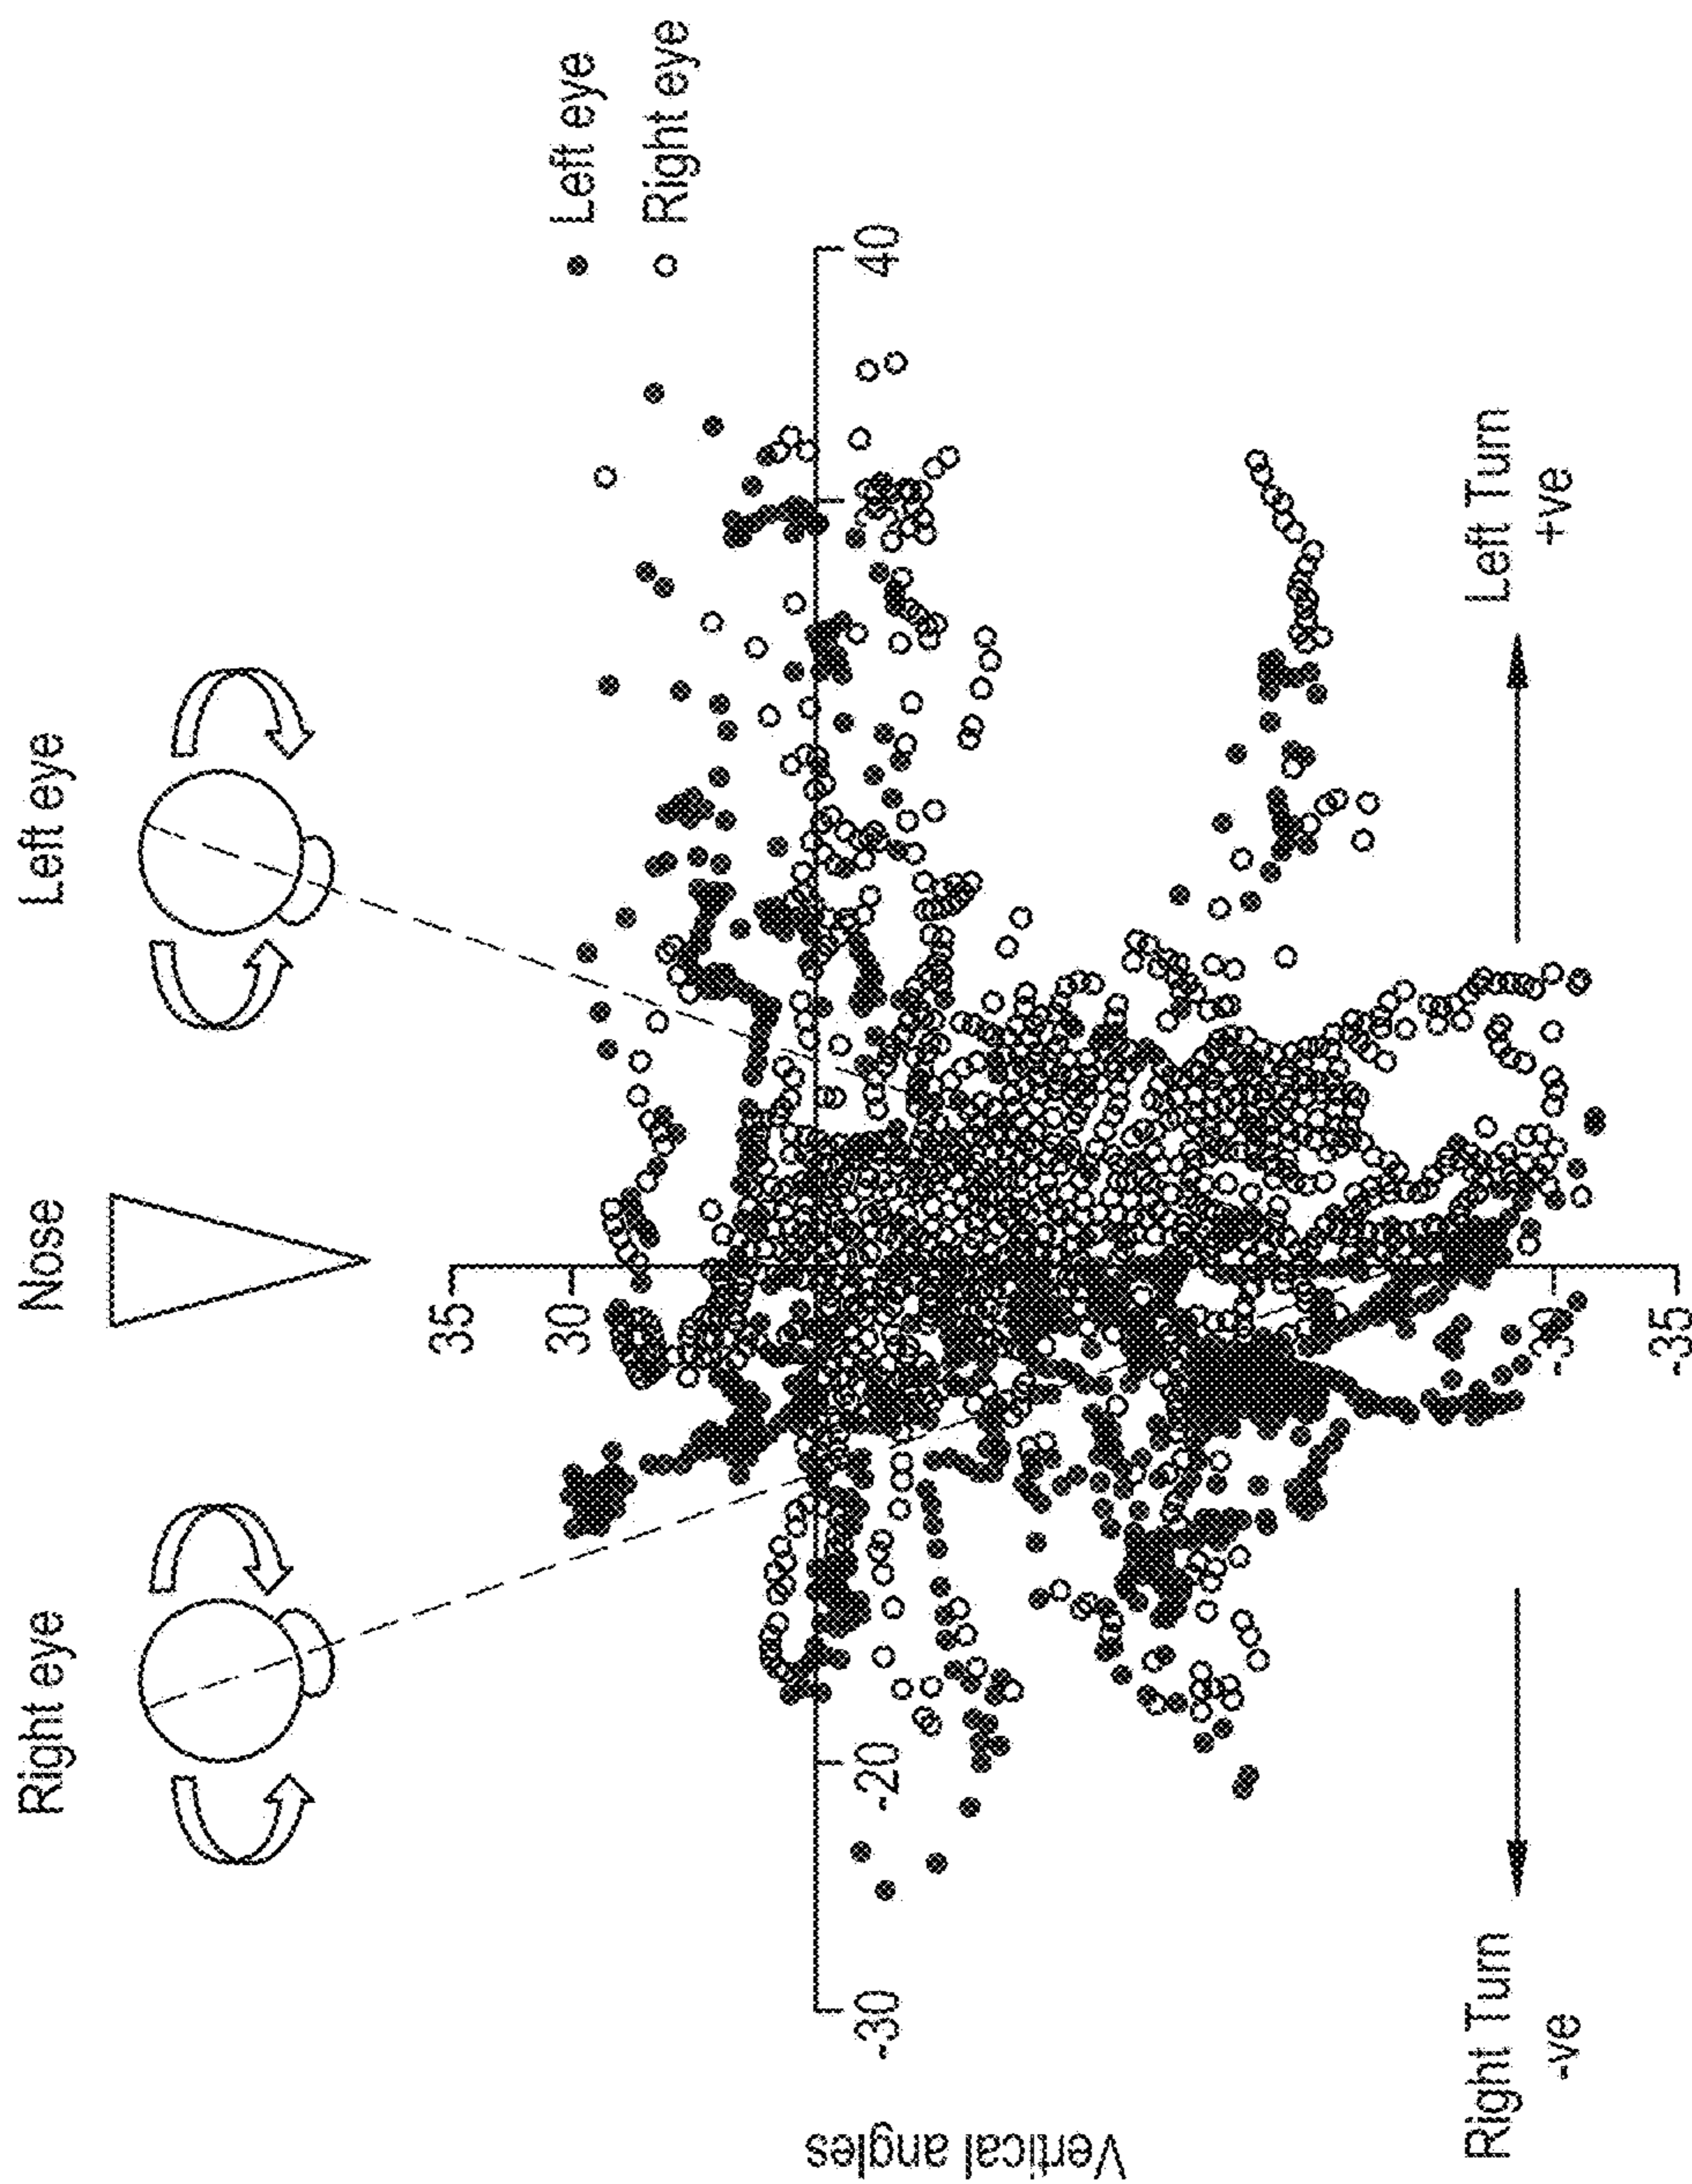 Right eye
Nose
Left eye
Left eye
Right eye
35
30
-30
-20
40
-30
-35
Vertical angles
Right Turn
-ve
Left Turn
+ve